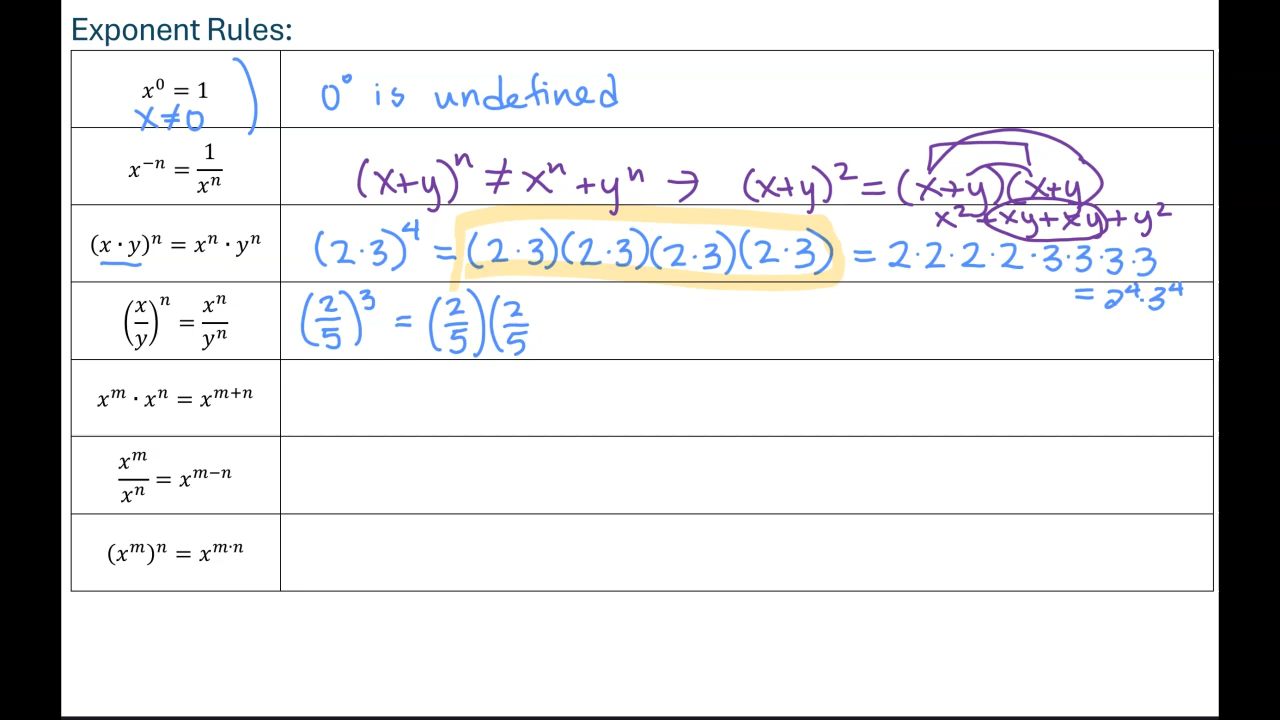 Exponent Rules:
x⁰ = 1
x ≠ 0
0⁰ is undefined
x⁻ⁿ = 1/xⁿ
(x+y)ⁿ ≠ xⁿ + yⁿ → (x+y)² = (x+y)(x+y)
x² + xy + xy + y²
(x · y)ⁿ = xⁿ · yⁿ
(2·3)⁴ = (2·3)(2·3)(2·3)(2·3) = 2·2·2·2·3·3·3·3
= 2⁴·3⁴
(x/y)ⁿ = xⁿ/yⁿ
(2/5)³ = (2/5)(2/5
xᵐ · xⁿ = xᵐ⁺ⁿ
xᵐ/xⁿ = xᵐ⁻ⁿ
(xᵐ)ⁿ = xᵐ·ⁿ